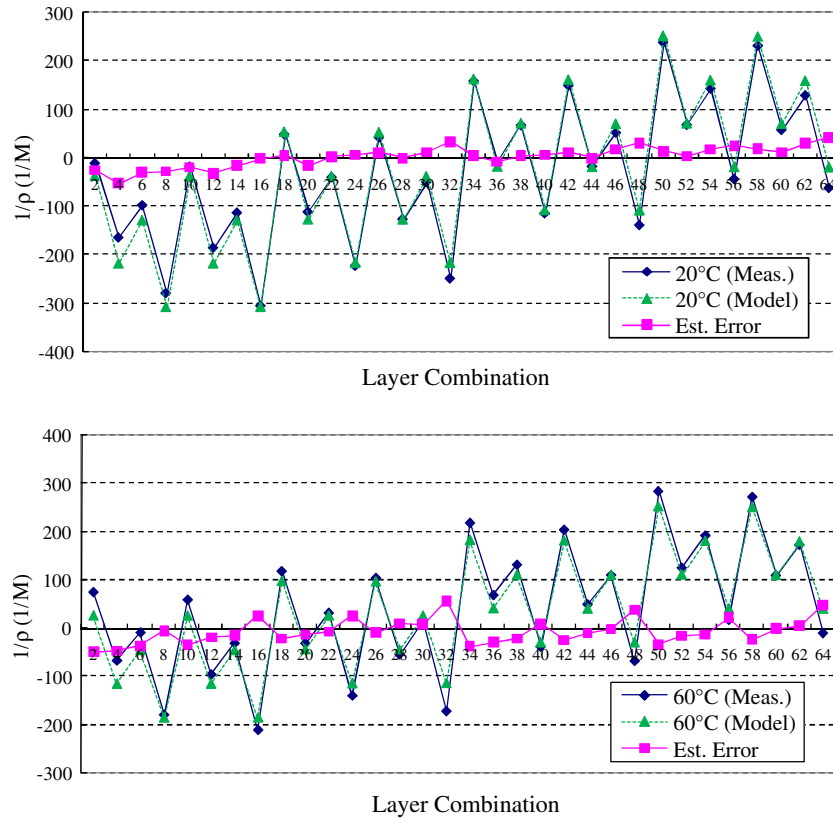 300
200
100
0
-100
-200
-300
-400
1/ρ (1/M)
2 4 6 8 10 12 14 16 18 20 22 24 26 28 30 32 34 36 38 40 42 44 46 48 50 52 54 56 58 60 62 64
20°C (Meas.)
20°C (Model)
Est. Error
Layer Combination
400
300
200
100
0
-100
-200
-300
1/ρ (1/M)
2 4 6 8 10 12 14 16 18 20 22 24 26 28 30 32 34 36 38 40 42 44 46 48 50 52 54 56 58 60 62 64
60°C (Meas.)
60°C (Model)
Est. Error
Layer Combination